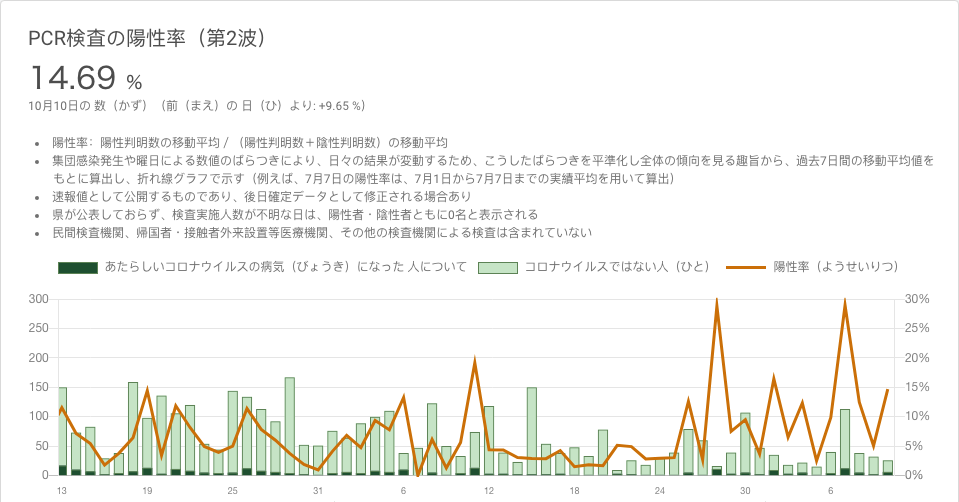 PCR検査の陽性率（第2波）
14.69 %
10月10日の 数（かず）（前（まえ）の 日（ひ）より: +9.65 %）
• 陽性率：陽性判明数の移動平均 / （陽性判明数＋陰性判明数）の移動平均
• 集団感染発生や曜日による数値のばらつきにより、日々の結果が変動するため、こうしたばらつきを平準化し全体の傾向を見る趣旨から、過去7日間の移動平均値を
もとに算出し、折れ線グラフで示す（例えば、7月7日の陽性率は、7月1日から7月7日までの実績平均を用いて算出）
• 速報値として公開するものであり、後日確定データとして修正される場合あり
• 県が公表しておらず、検査実施人数が不明な日は、陽性者・陰性者ともに0名と表示される
• 民間検査機関、帰国者・接触者外来設置等医療機関、その他の検査機関による検査は含まれていない
あたらしいコロナウイルスの病気（びょうき）になった 人について コロナウイルスではない人（ひと） 陽性率（ようせいりつ）
300 30%
250 25%
200 20%
150 15%
100 10%
50 5%
0 0%
13 19 25 31 6 12 18 24 30 6